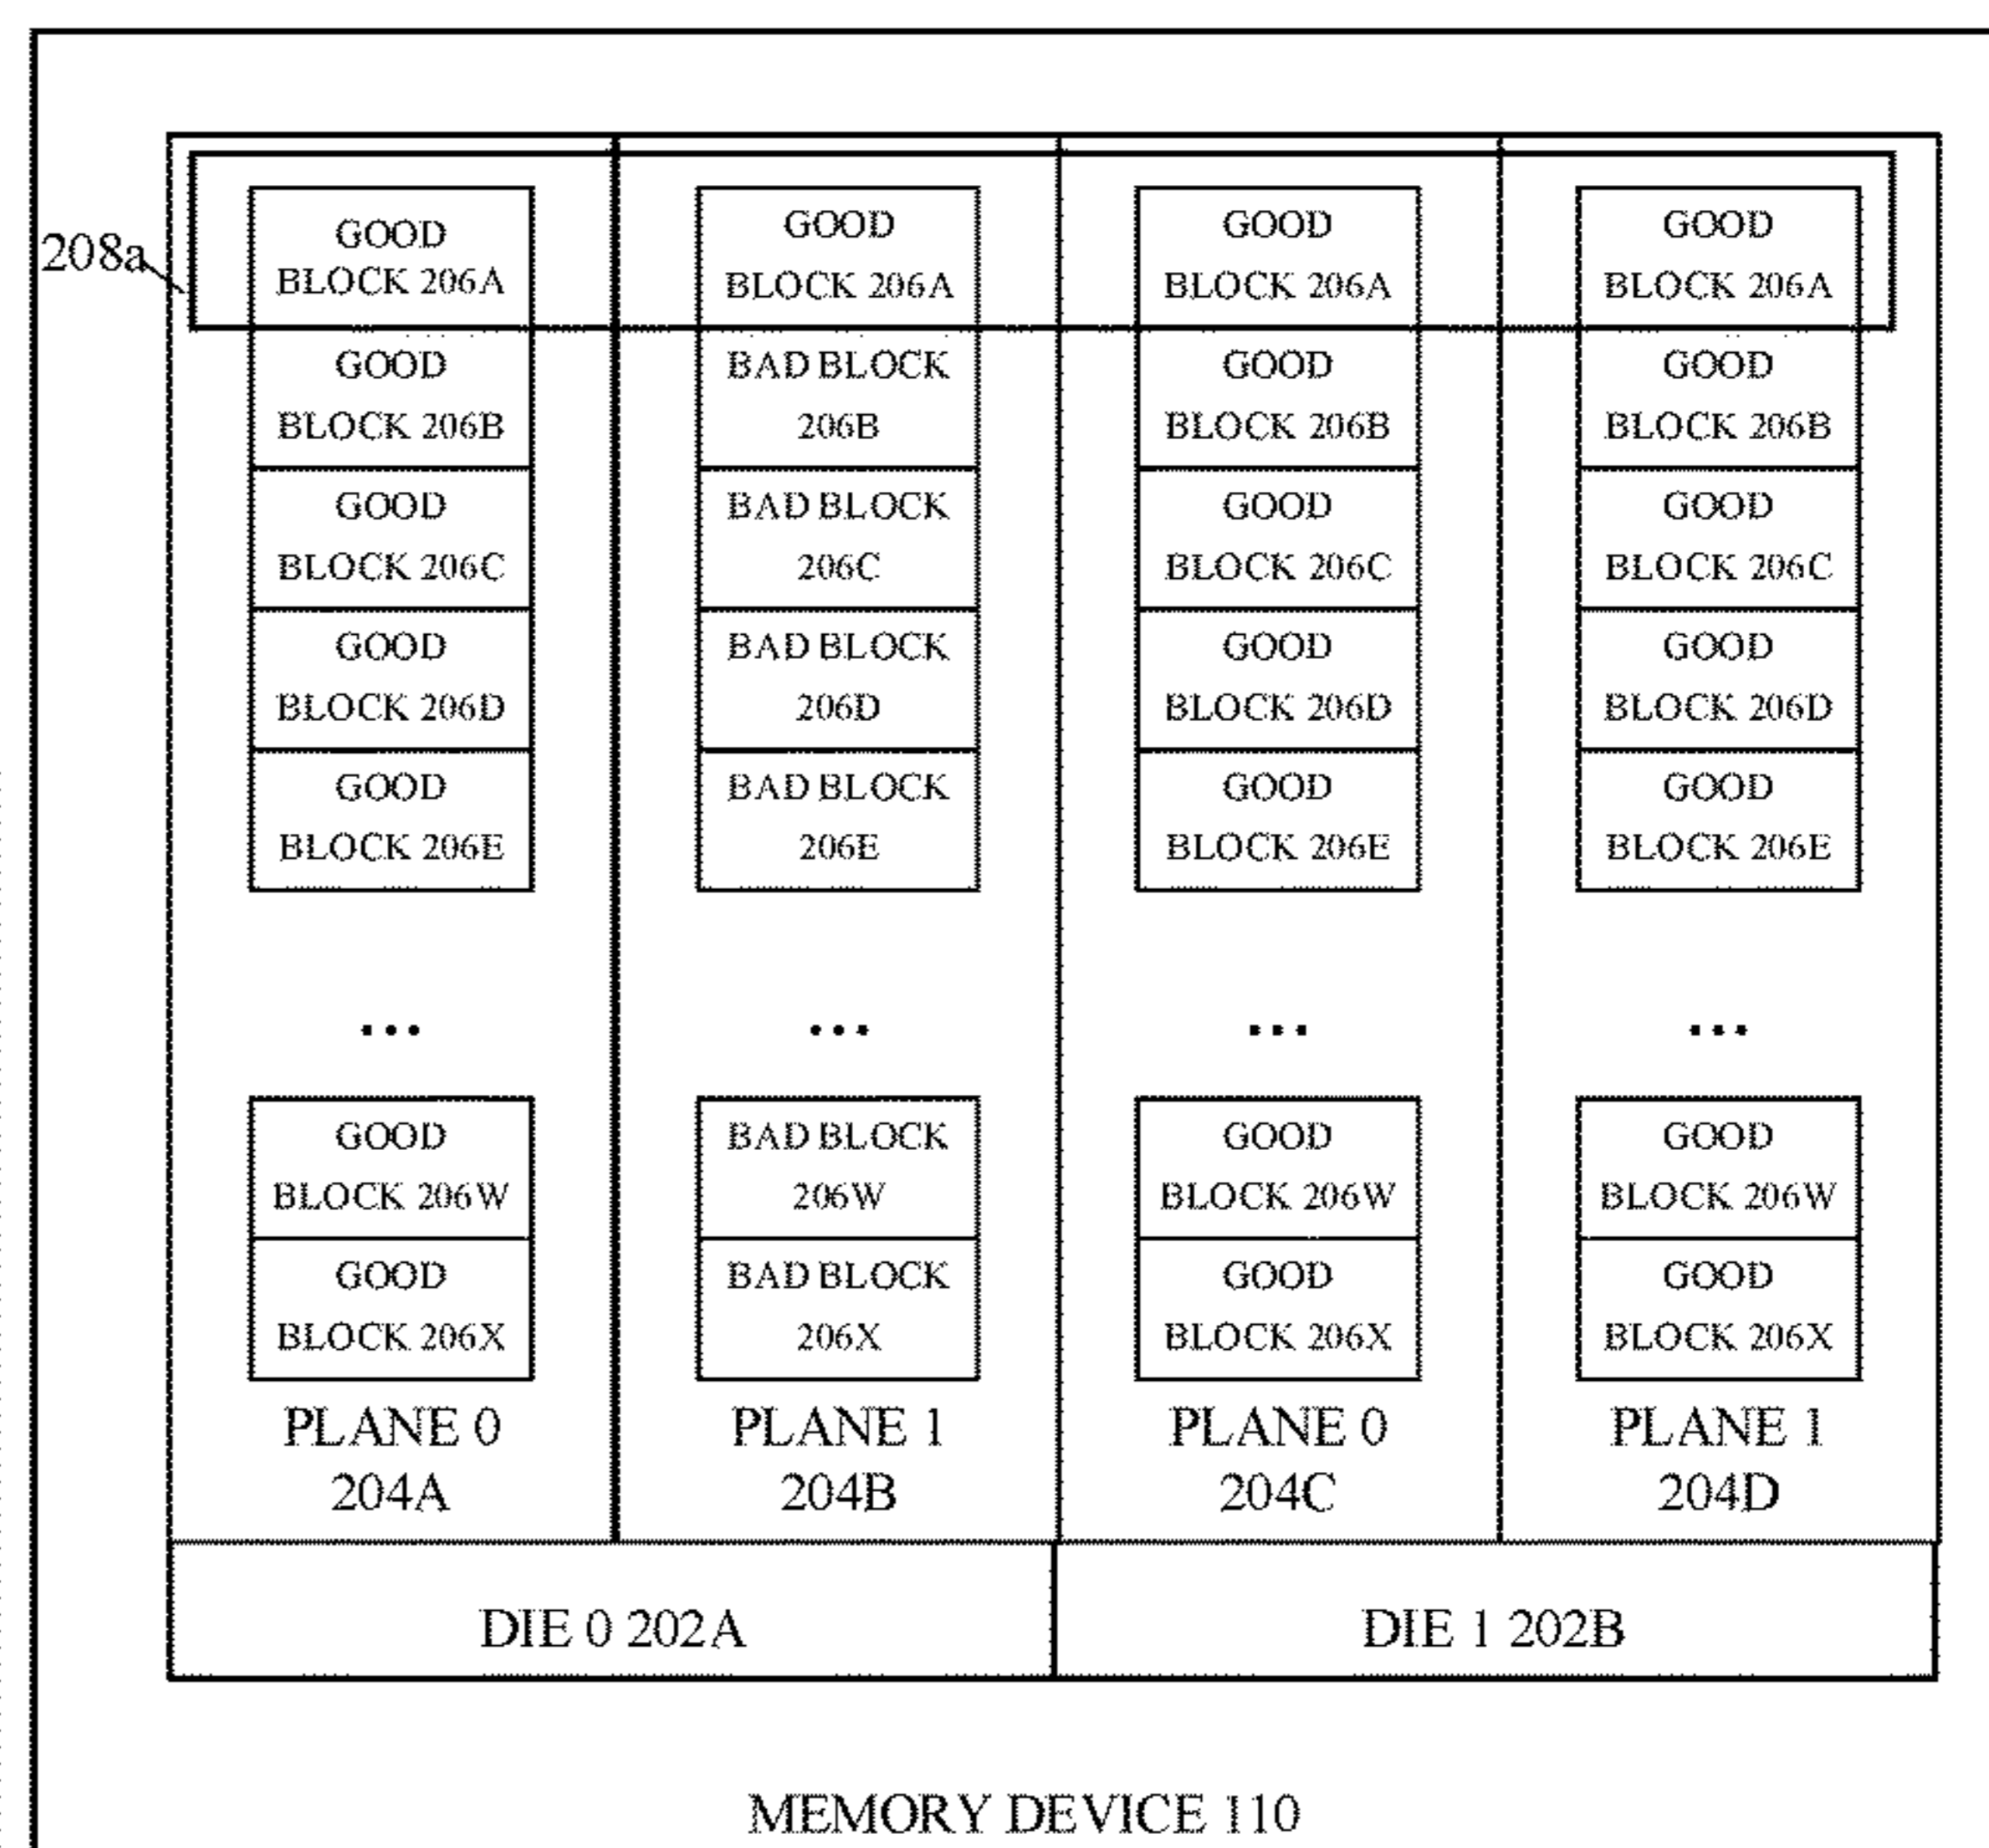 208a
GOOD
BLOCK 206A
GOOD
BLOCK 206B
GOOD
BLOCK 206C
GOOD
BLOCK 206D
GOOD
BLOCK 206E
...
GOOD
BLOCK 206W
GOOD
BLOCK 206X
PLANE 0
204A
GOOD
BLOCK 206A
BAD BLOCK
206B
BAD BLOCK
206C
BAD BLOCK
206D
BAD BLOCK
206E
...
BAD BLOCK
206W
BAD BLOCK
206X
PLANE 1
204B
GOOD
BLOCK 206A
GOOD
BLOCK 206B
GOOD
BLOCK 206C
GOOD
BLOCK 206D
GOOD
BLOCK 206E
...
GOOD
BLOCK 206W
GOOD
BLOCK 206X
PLANE 0
204C
GOOD
BLOCK 206A
GOOD
BLOCK 206B
GOOD
BLOCK 206C
GOOD
BLOCK 206D
GOOD
BLOCK 206E
...
GOOD
BLOCK 206W
GOOD
BLOCK 206X
PLANE 1
204D
DIE 0 202A
DIE 1 202B
MEMORY DEVICE 110